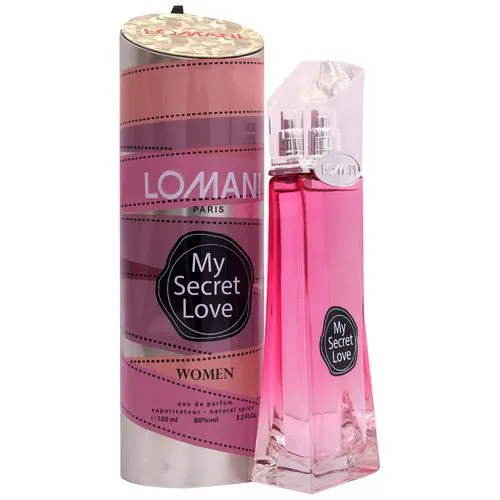 LOMANI
LOMANI
PARIS
My
Secret
Love
WOMEN
eau de parfum
vaporisateur - natural spray
℮ 100 ml 80%vol 3.3 fl.oz
LOMANI
My
Secret
Love